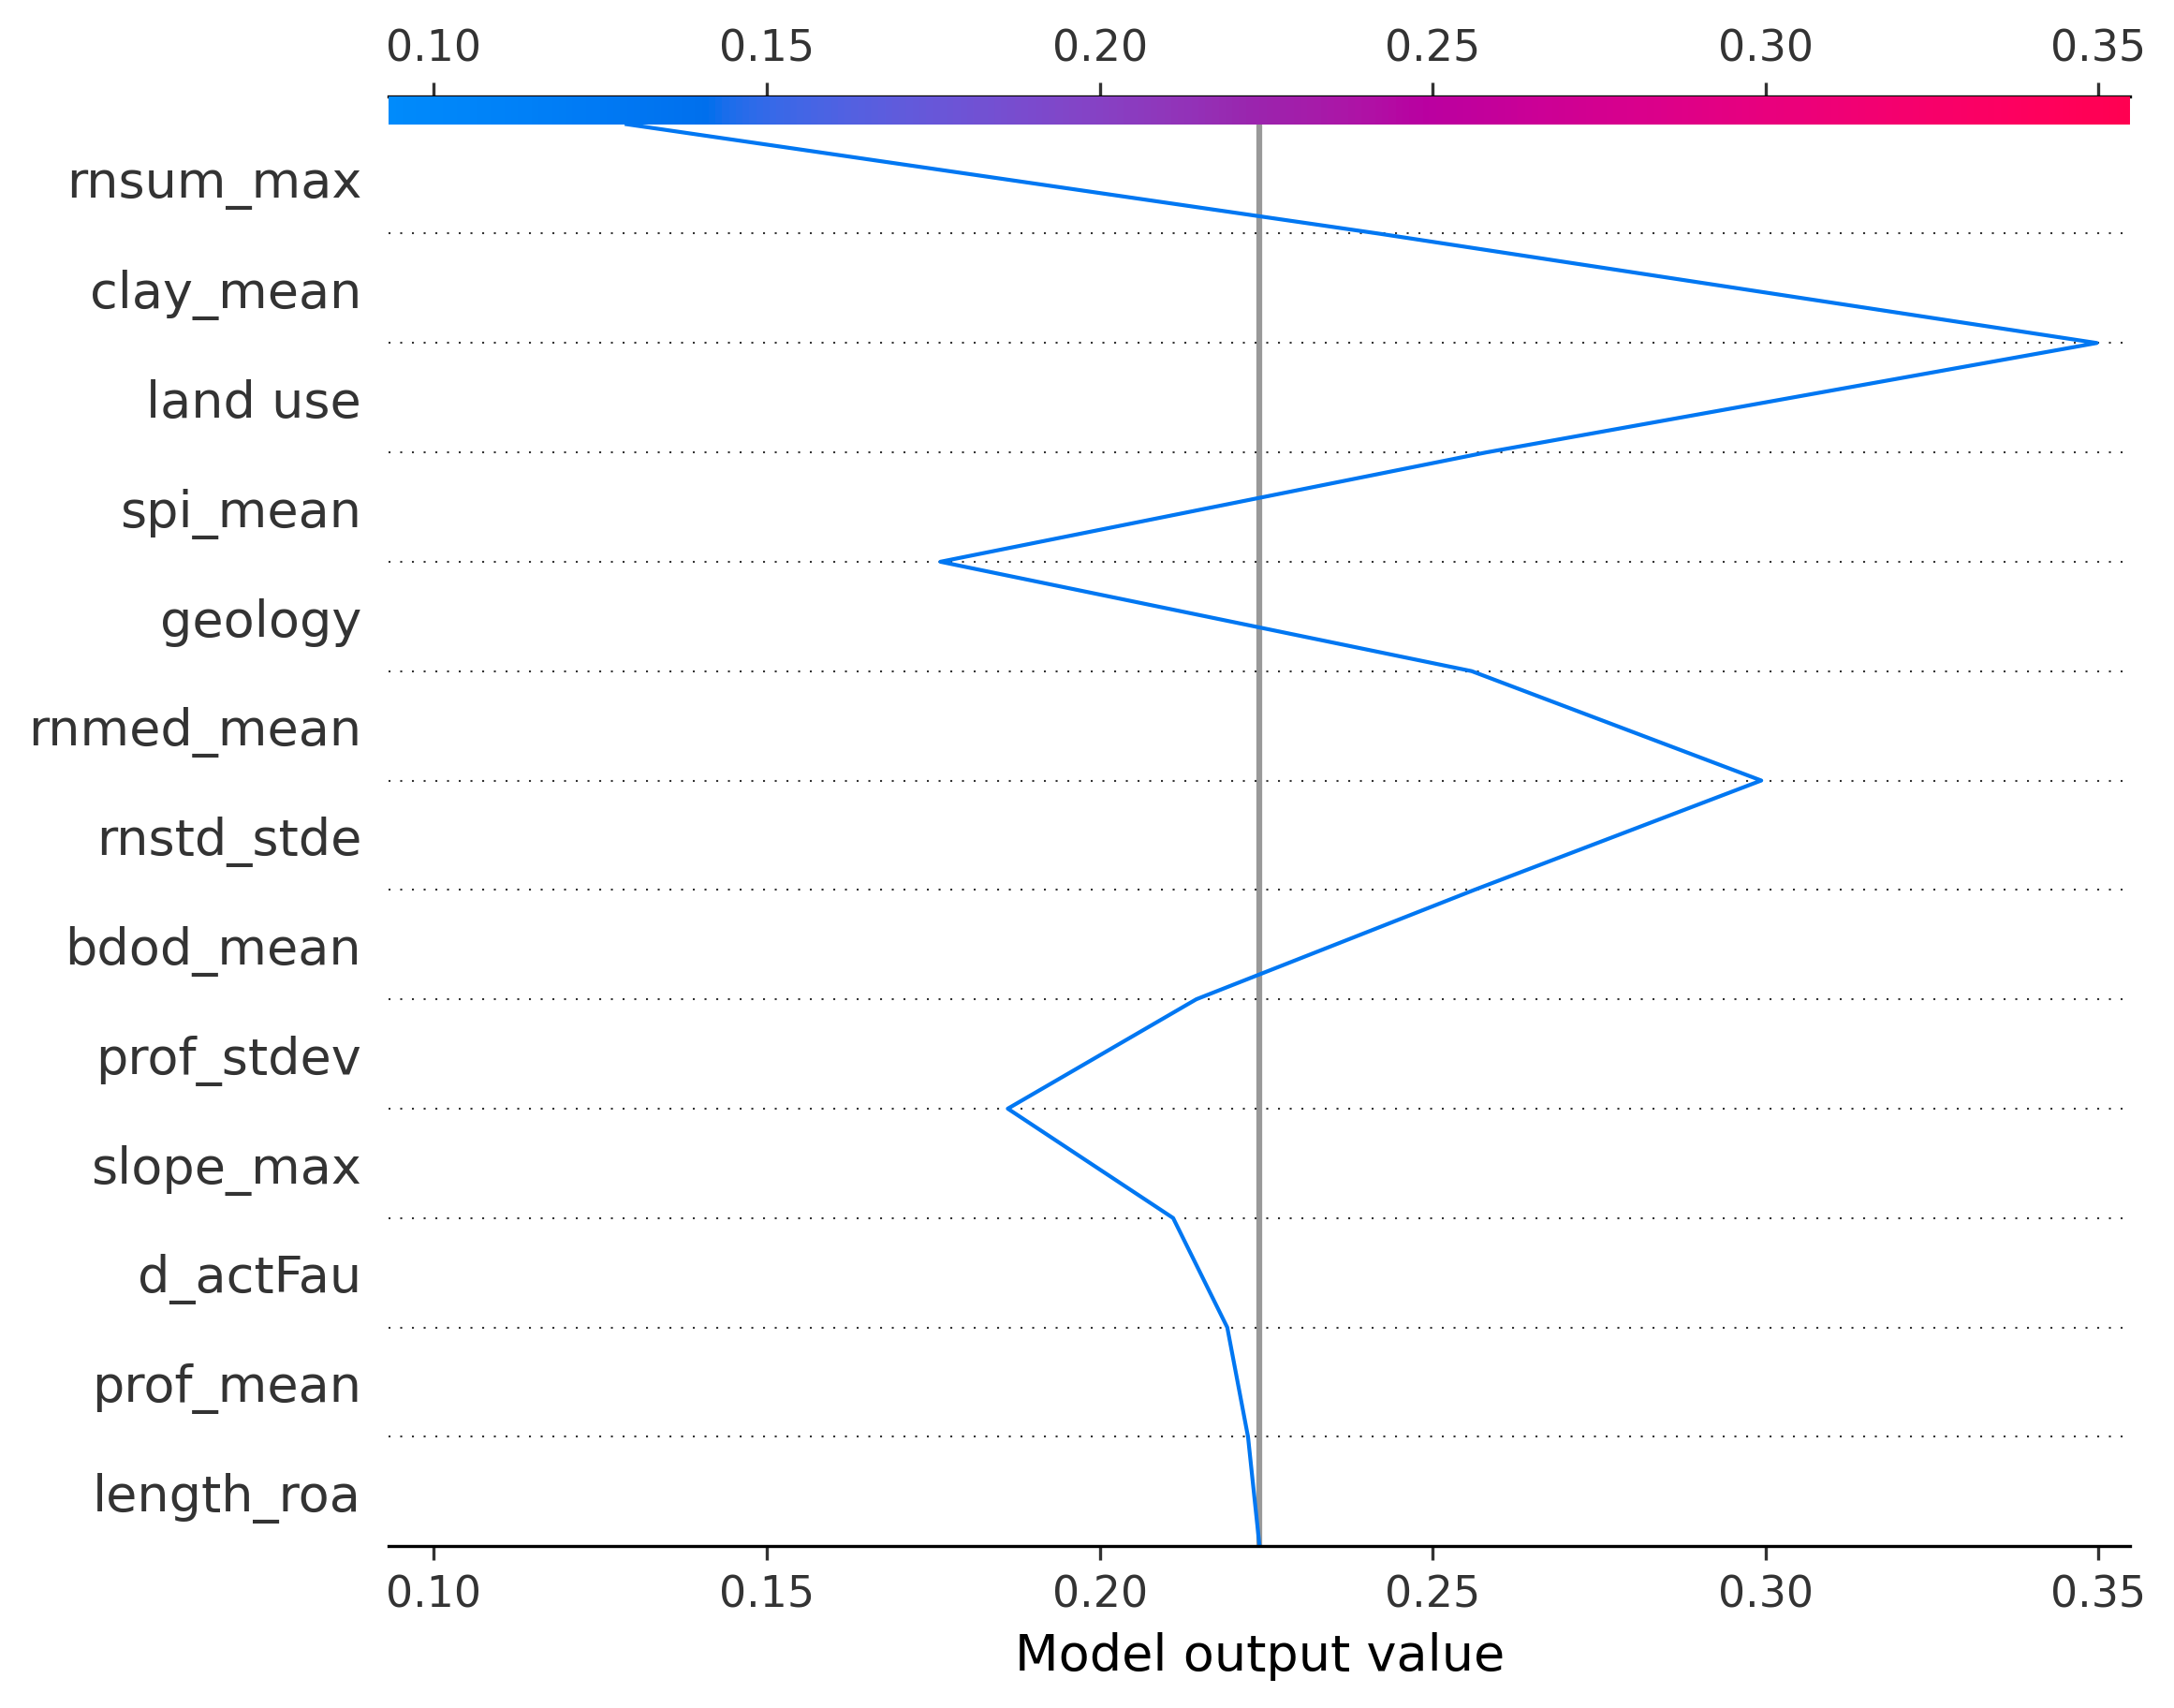 0.10 0.15 0.20 0.25 0.30 0.35
rnsum_max
clay_mean
land use
spi_mean
geology
rnmed_mean
rnstd_stde
bdod_mean
prof_stdev
slope_max
d_actFau
prof_mean
length_roa
0.10 0.15 0.20 0.25 0.30 0.35
Model output value